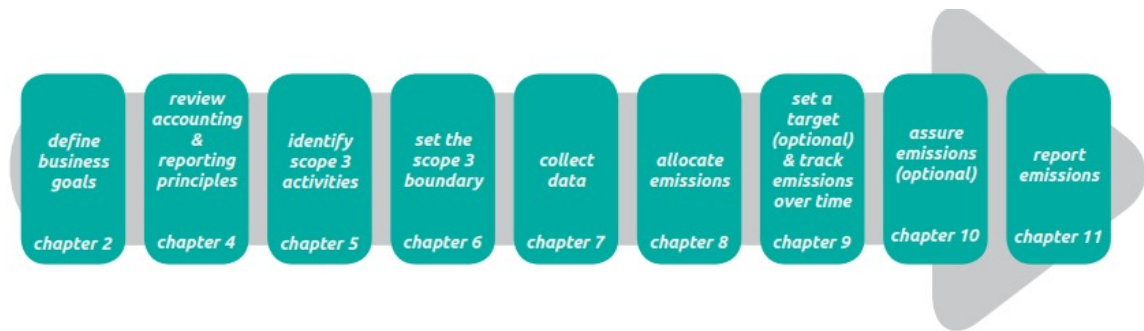 define
business
goals
chapter 2
review
accounting
&
reporting
principles
chapter 4
identify
scope 3
activities
chapter 5
set the
scope 3
boundary
chapter 6
collect
data
chapter 7
allocate
emissions
chapter 8
set a
target
(optional)
& track
emissions
over time
chapter 9
assure
emissions
(optional)
chapter 10
report
emissions
chapter 11